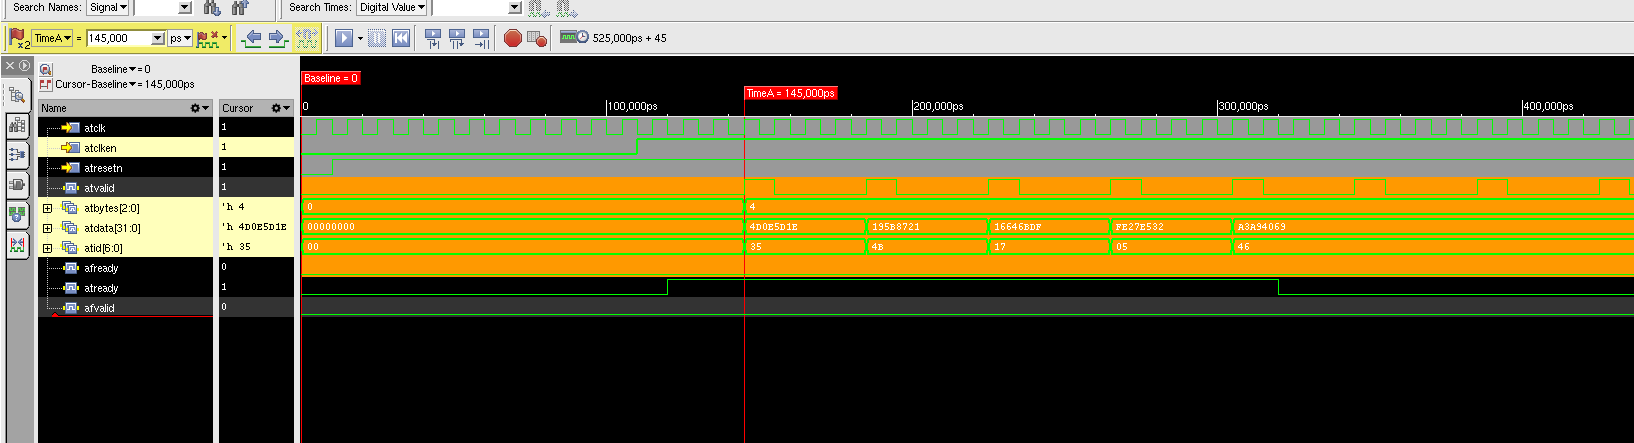 Search Names: Signal Search Times: Digital Value
x2 TimeA = 145,000 ps 525,000ps + 45
Baseline = 0
Cursor-Baseline = 145,000ps
Baseline = 0
TimeA = 145,000ps
Name Cursor 0 100,000ps 200,000ps 300,000ps 400,000ps
atclk 1
atclken 1
atresetn 1
atvalid 1
atbytes[2:0] 'h 4 0 4
atdata[31:0] 'h 4D0E5D1E 00000000 4D0E5D1E 195B8721 16646BDF FE27E532 A3A94069
atid[6:0] 'h 35 00 35 4B 17 05 46
afready 0
atready 1
afvalid 0